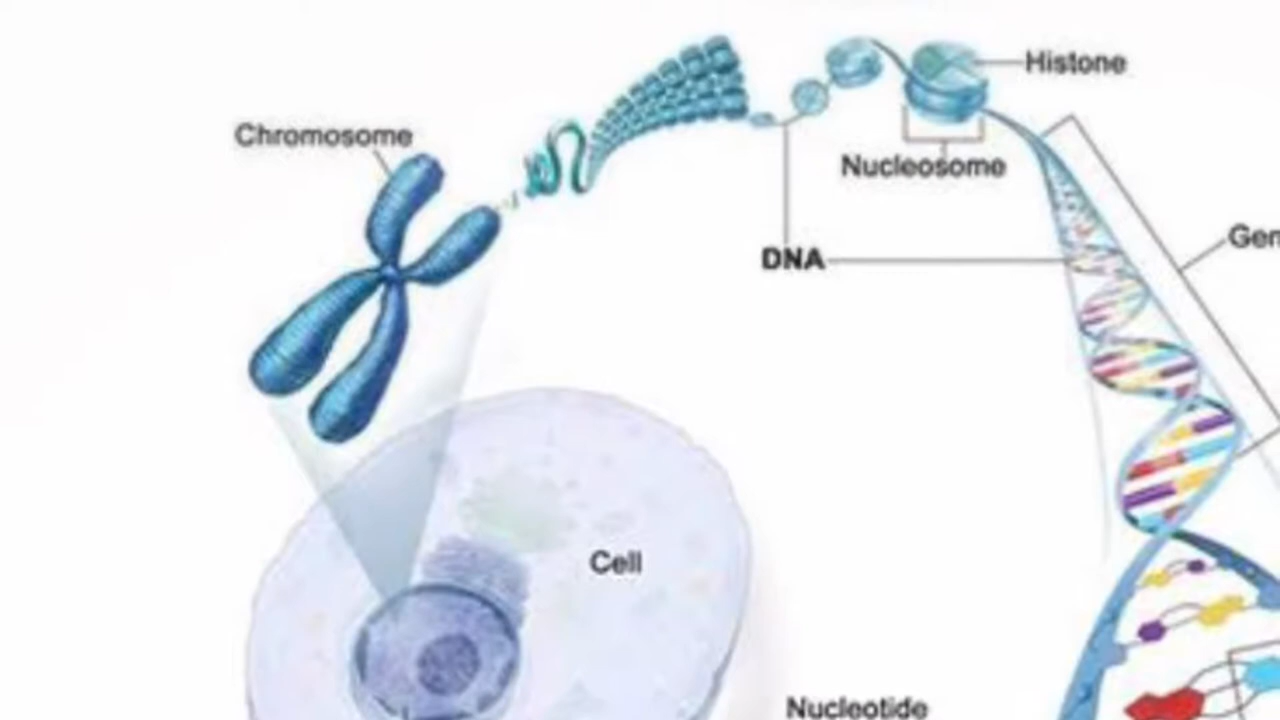 Histone
Chromosome
Nucleosome
Gen
DNA
Cell
Nucleotide